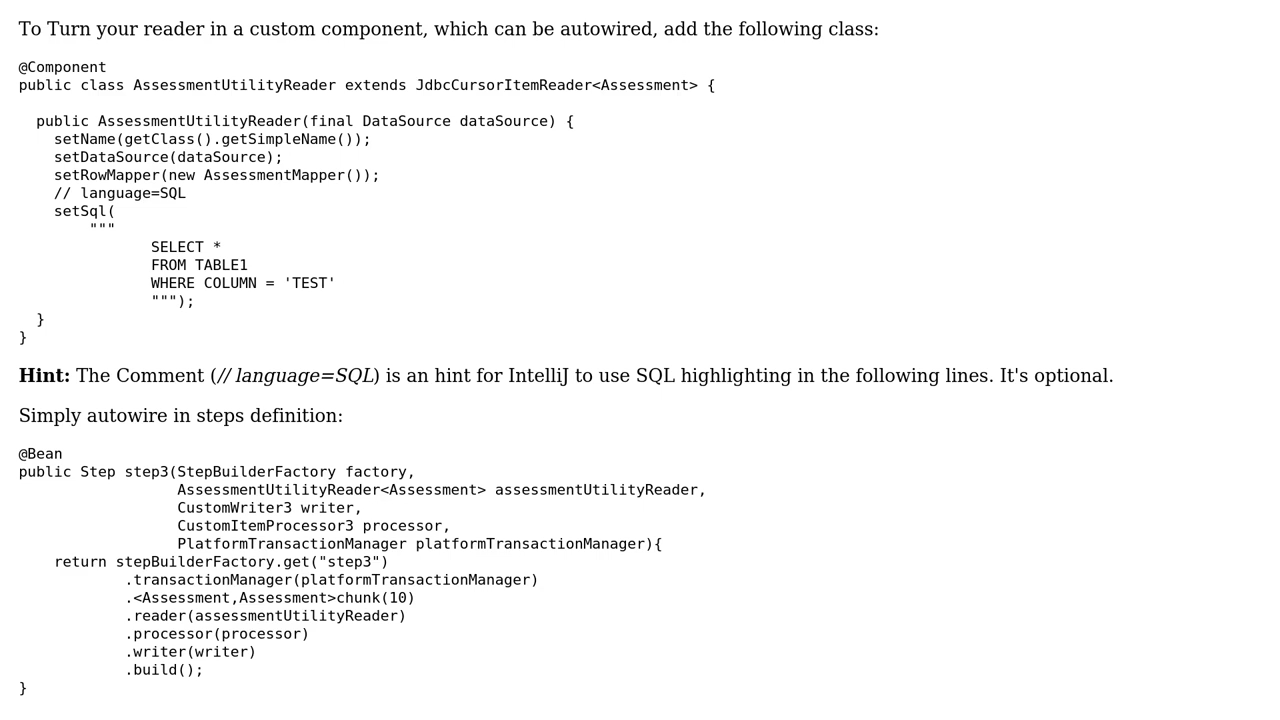 To Turn your reader in a custom component, which can be autowired, add the following class:
@Component
public class AssessmentUtilityReader extends JdbcCursorItemReader<Assessment> {
  public AssessmentUtilityReader(final DataSource dataSource) {
    setName(getClass().getSimpleName());
    setDataSource(dataSource);
    setRowMapper(new AssessmentMapper());
    // language=SQL
    setSql(
        """
               SELECT *
               FROM TABLE1
               WHERE COLUMN = 'TEST'
               """);
  }
}
Hint: The Comment (// language=SQL) is an hint for IntelliJ to use SQL highlighting in the following lines. It's optional.
Simply autowire in steps definition:
@Bean
public Step step3(StepBuilderFactory factory,
                  AssessmentUtilityReader<Assessment> assessmentUtilityReader,
                  CustomWriter3 writer,
                  CustomItemProcessor3 processor,
                  PlatformTransactionManager platformTransactionManager){
    return stepBuilderFactory.get("step3")
            .transactionManager(platformTransactionManager)
            .<Assessment,Assessment>chunk(10)
            .reader(assessmentUtilityReader)
            .processor(processor)
            .writer(writer)
            .build();
}